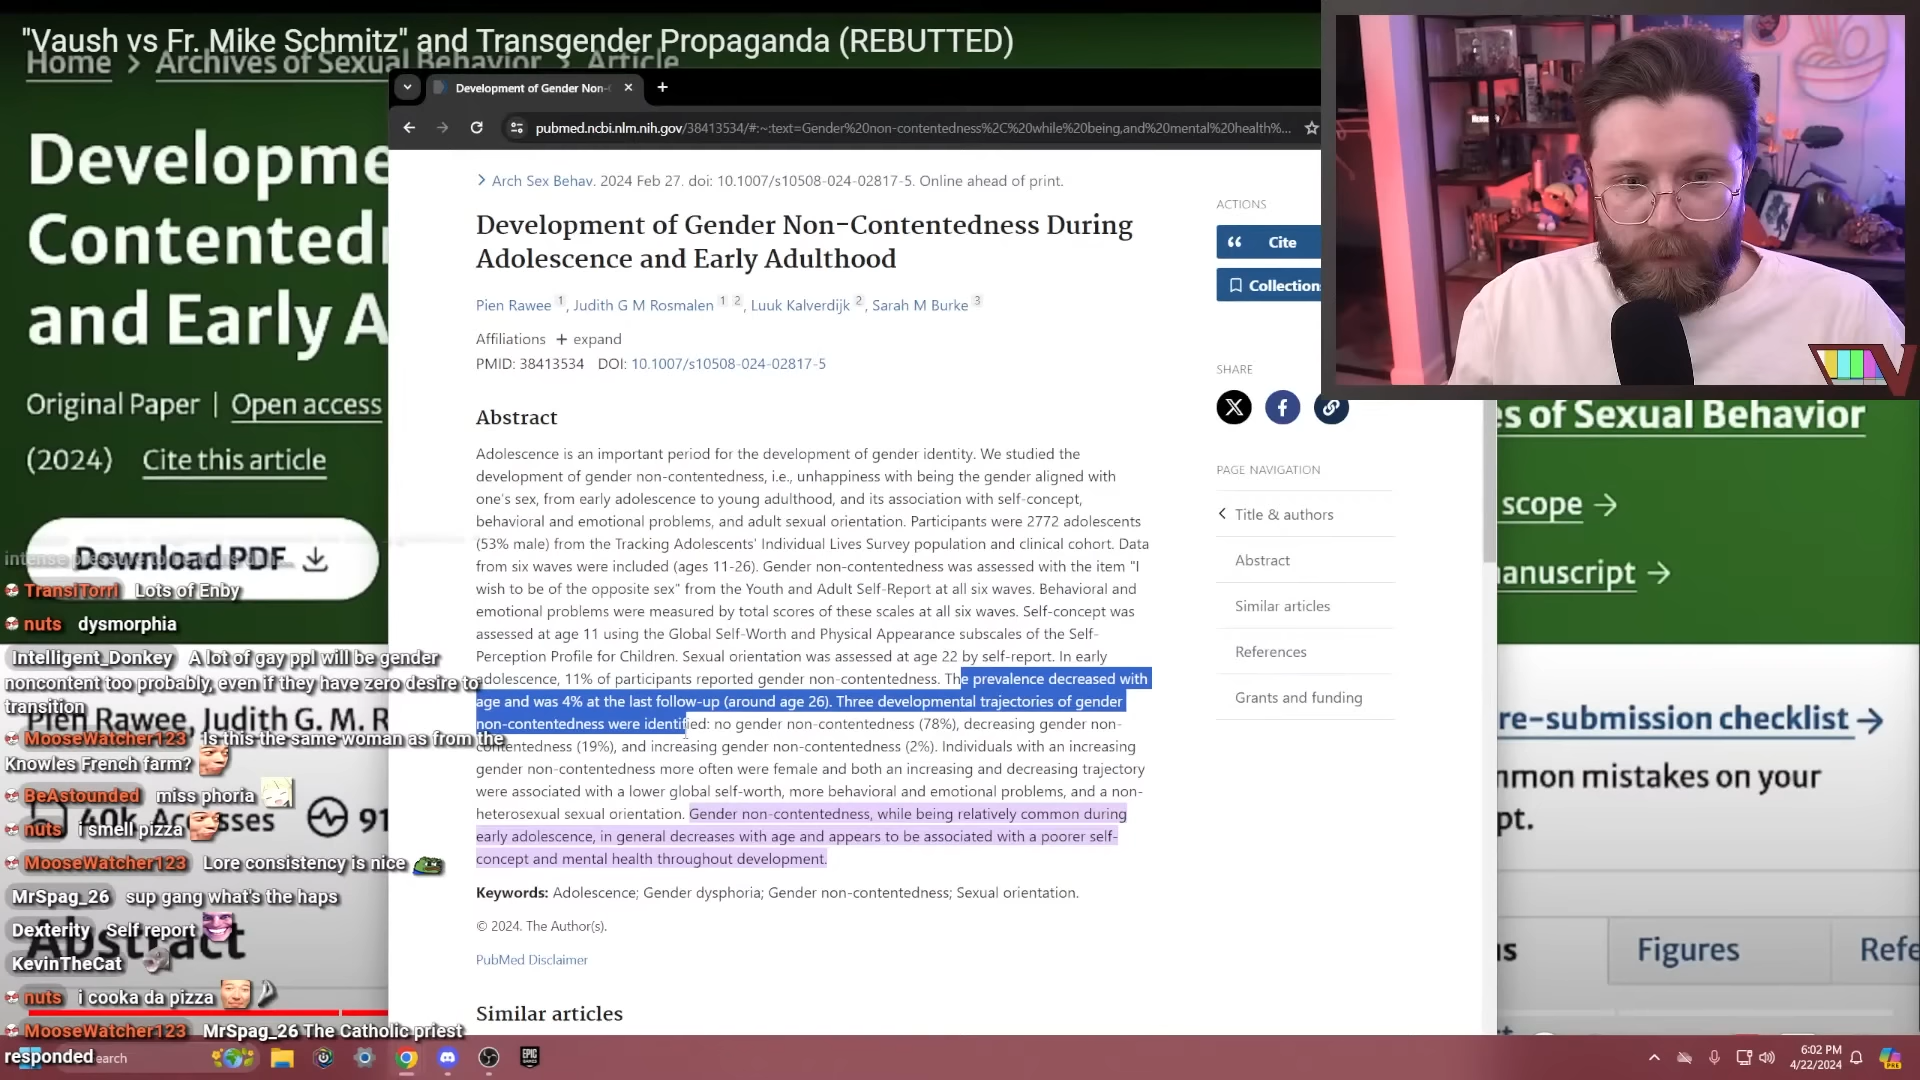 "Vaush vs Fr. Mike Schmitz" and Transgender Propaganda (REBUTTED)
Home > Archives of Sexual Behavior > Article
Developme
Contentedn
and Early A
Original Paper | Open access
(2024) Cite this article
Download PDF
Pien Rawee, Judith G. M. R
40k Accesses 91
Abstract
Development of Gender Non-
pubmed.ncbi.nlm.nih.gov/38413534/#:~:text=Gender%20non-contentedness%2C%20while%20being,and%20mental%20health%...
Arch Sex Behav. 2024 Feb 27. doi: 10.1007/s10508-024-02817-5. Online ahead of print.
Development of Gender Non-Contentedness During
Adolescence and Early Adulthood
Pien Rawee 1, Judith G M Rosmalen 1 2, Luuk Kalverdijk 2, Sarah M Burke 3
Affiliations + expand
PMID: 38413534 DOI: 10.1007/s10508-024-02817-5
Abstract
Adolescence is an important period for the development of gender identity. We studied the
development of gender non-contentedness, i.e., unhappiness with being the gender aligned with
one's sex, from early adolescence to young adulthood, and its association with self-concept,
behavioral and emotional problems, and adult sexual orientation. Participants were 2772 adolescents
(53% male) from the Tracking Adolescents' Individual Lives Survey population and clinical cohort. Data
from six waves were included (ages 11-26). Gender non-contentedness was assessed with the item "I
wish to be of the opposite sex" from the Youth and Adult Self-Report at all six waves. Behavioral and
emotional problems were measured by total scores of these scales at all six waves. Self-concept was
assessed at age 11 using the Global Self-Worth and Physical Appearance subscales of the Self-
Perception Profile for Children. Sexual orientation was assessed at age 22 by self-report. In early
adolescence, 11% of participants reported gender non-contentedness. The prevalence decreased with
age and was 4% at the last follow-up (around age 26). Three developmental trajectories of gender
non-contentedness were identified: no gender non-contentedness (78%), decreasing gender non-
contentedness (19%), and increasing gender non-contentedness (2%). Individuals with an increasing
gender non-contentedness more often were female and both an increasing and decreasing trajectory
were associated with a lower global self-worth, more behavioral and emotional problems, and a non-
heterosexual sexual orientation. Gender non-contentedness, while being relatively common during
early adolescence, in general decreases with age and appears to be associated with a poorer self-
concept and mental health throughout development.
Keywords: Adolescence; Gender dysphoria; Gender non-contentedness; Sexual orientation.
© 2024. The Author(s).
PubMed Disclaimer
Similar articles
ACTIONS
Cite
Collections
SHARE
PAGE NAVIGATION
Title & authors
Abstract
Similar articles
References
Grants and funding
es of Sexual Behavior
scope →
anuscript →
re-submission checklist →
mmon mistakes on your
pt.
Figures
Refe
TransiTorri Lots of Enby
nuts dysmorphia
Intelligent_Donkey A lot of gay ppl will be gender
noncontent too probably, even if they have zero desire to
transition
MooseWatcher123 Is this the same woman as from the
Knowles French farm?
BeAstounded miss phoria
nuts i smell pizza
MooseWatcher123 Lore consistency is nice
MrSpag_26 sup gang what's the haps
Dexterity Self report
KevinTheCat
nuts i cooka da pizza
MooseWatcher123 MrSpag_26 The Catholic priest
responded
earch
EPIC
GAMES
6:02 PM
4/22/2024